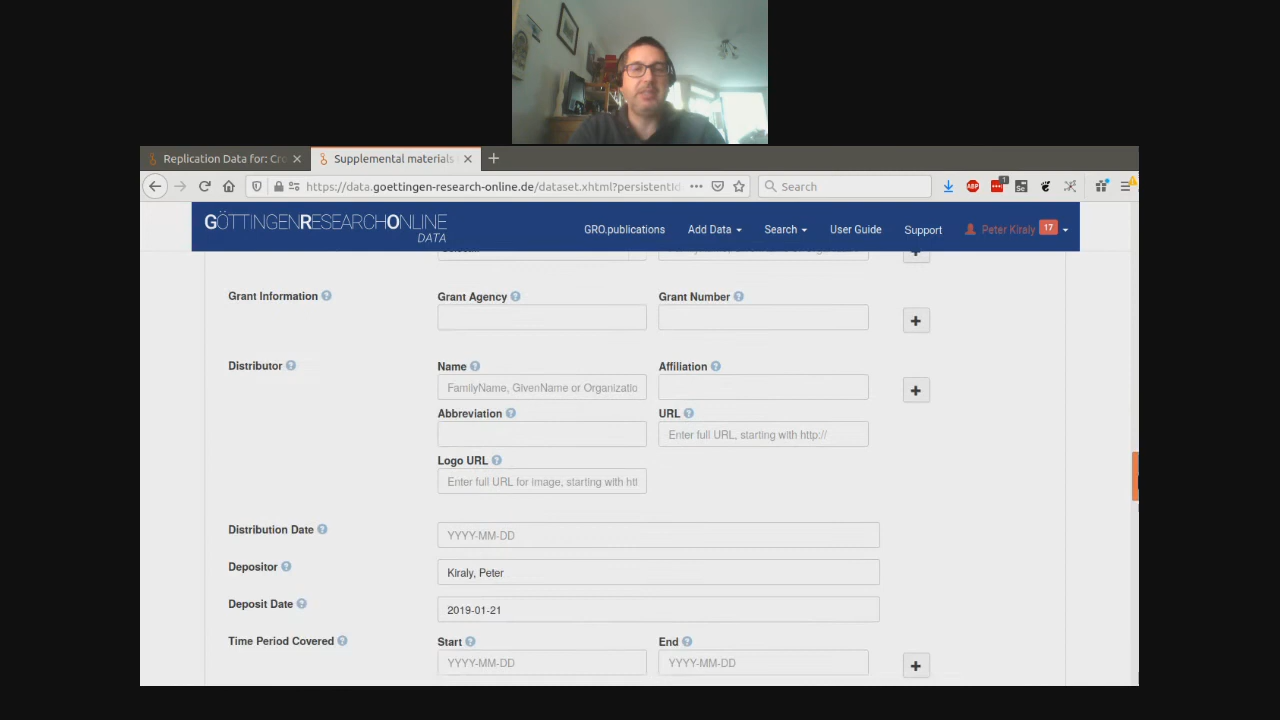 Replication Data for: Cro
Supplemental materials
https://data.goettingen-research-online.de/dataset.xhtml?persistentId
Search
GÖTTINGENRESEARCHONLINE
DATA
GRO.publications
Add Data
Search
User Guide
Support
Peter Kiraly 17
Grant Information
Grant Agency
Grant Number
Distributor
Name
Affiliation
FamilyName, GivenName or Organizatio
Abbreviation
URL
Enter full URL, starting with http://
Logo URL
Enter full URL for image, starting with htt
Distribution Date
YYYY-MM-DD
Depositor
Kiraly, Peter
Deposit Date
2019-01-21
Time Period Covered
Start
End
YYYY-MM-DD
YYYY-MM-DD